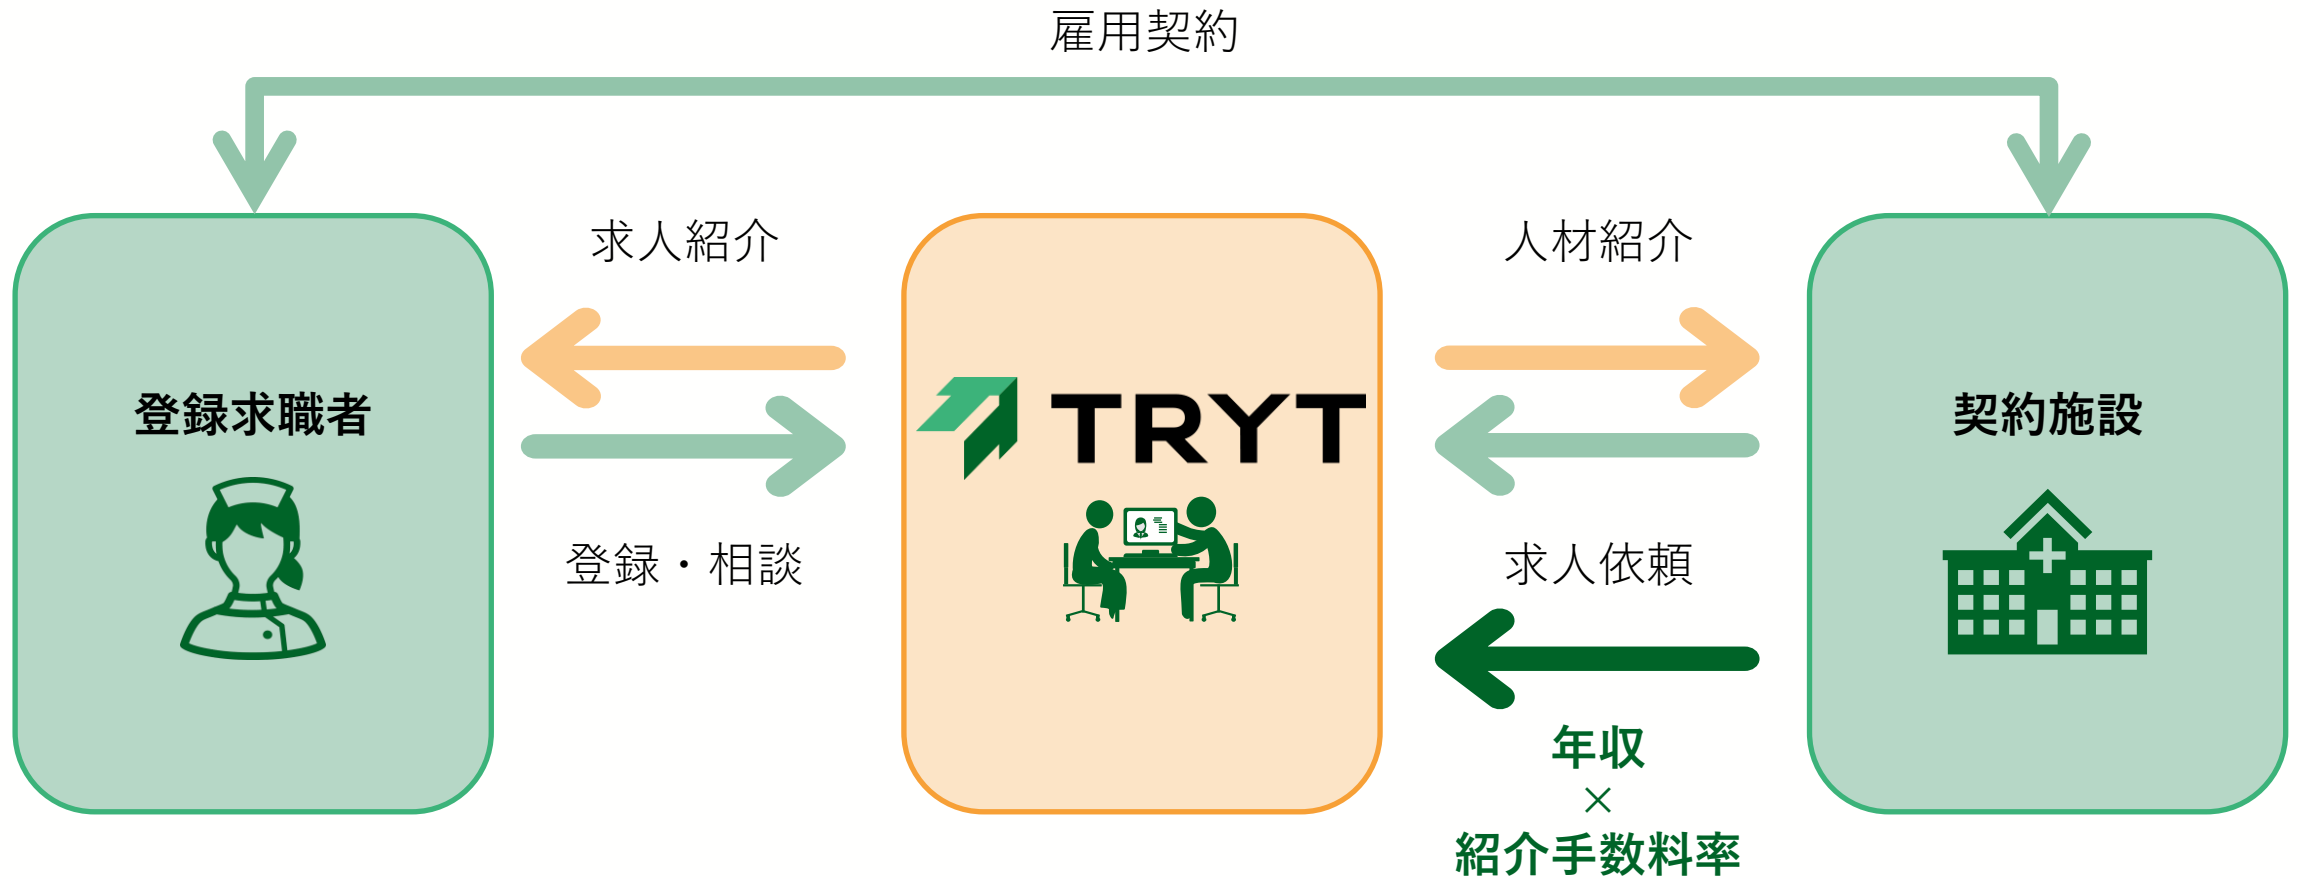 雇用契約
求人紹介
人材紹介
登録求職者
TRYT
契約施設
登録・相談
求人依頼
年収
×
紹介手数料率